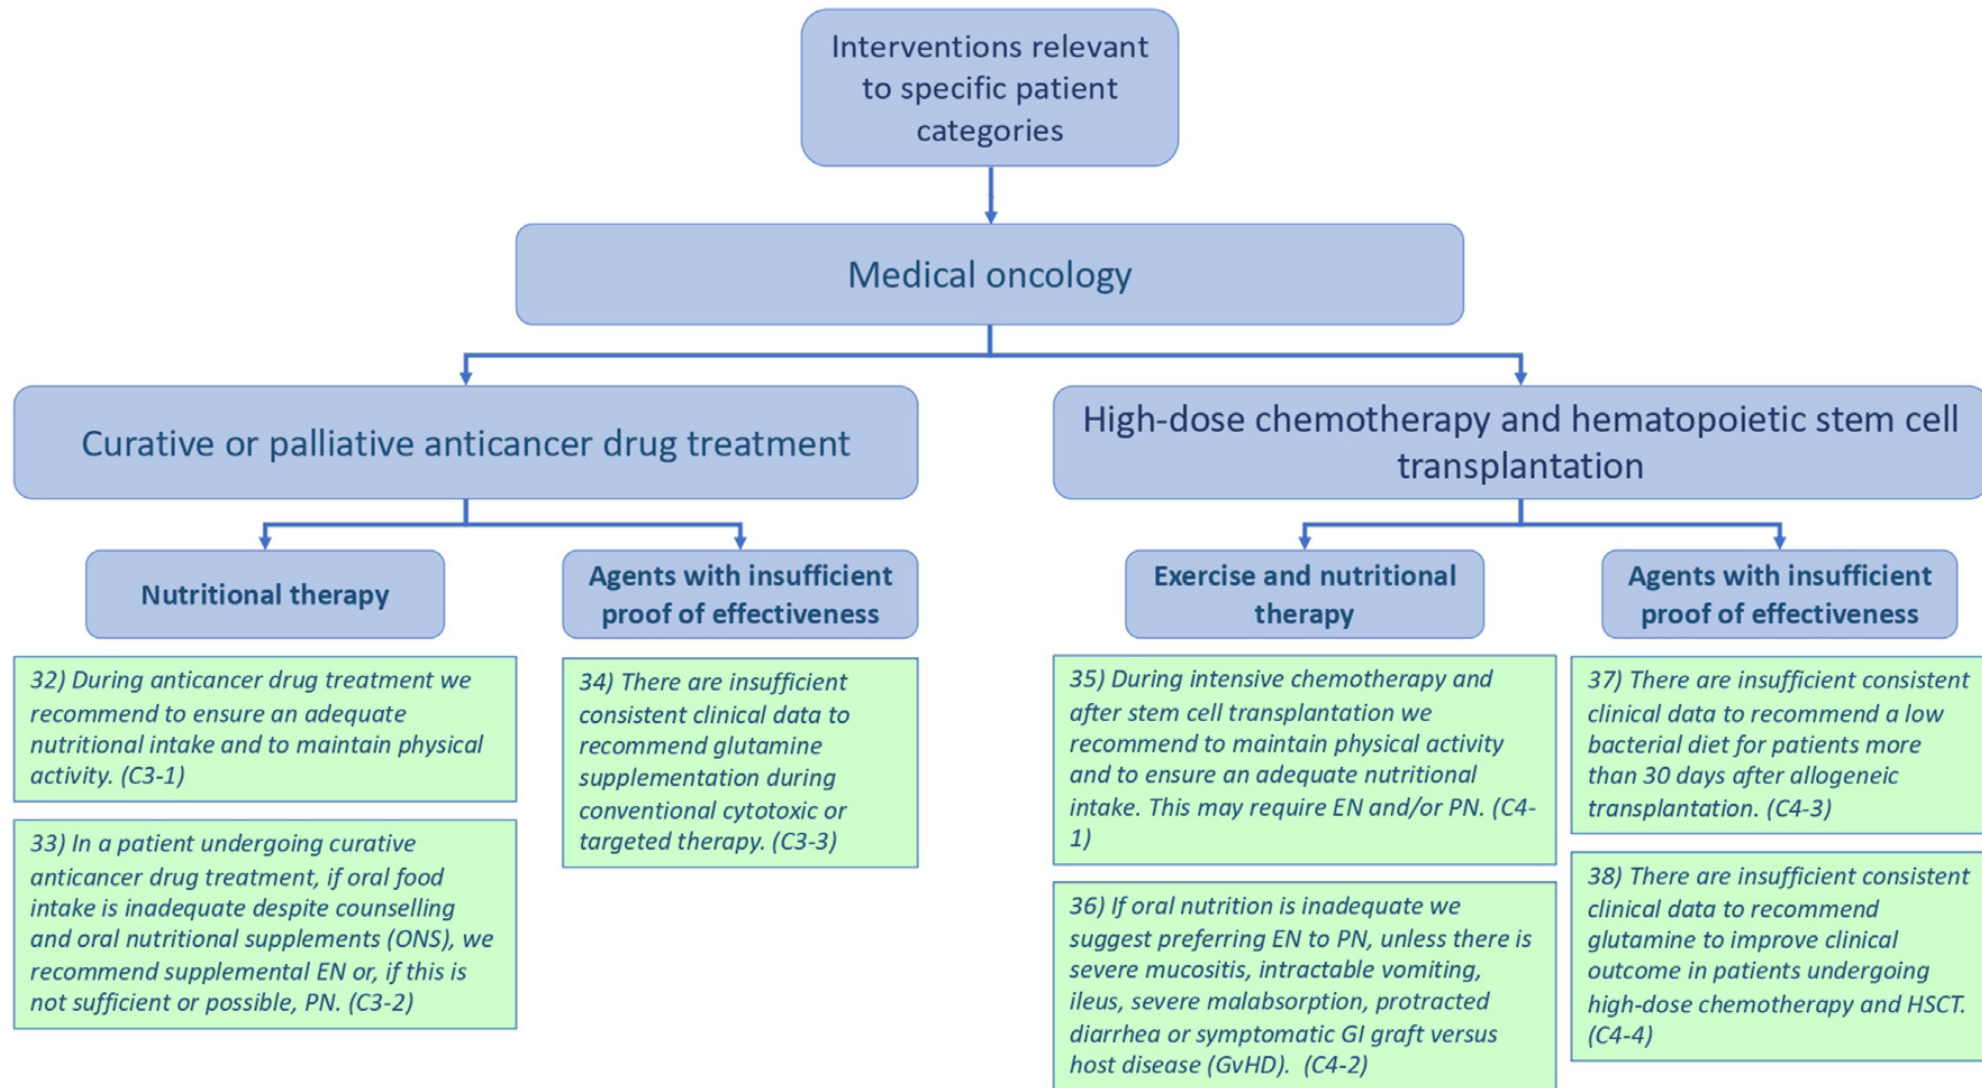 Interventions relevant
to specific patient
categories
Medical oncology
Curative or palliative anticancer drug treatment
High-dose chemotherapy and hematopoietic stem cell
transplantation
Nutritional therapy
Agents with insufficient
proof of effectiveness
Exercise and nutritional
therapy
Agents with insufficient
proof of effectiveness
32) During anticancer drug treatment we
recommend to ensure an adequate
nutritional intake and to maintain physical
activity. (C3-1)
33) In a patient undergoing curative
anticancer drug treatment, if oral food
intake is inadequate despite counselling
and oral nutritional supplements (ONS), we
recommend supplemental EN or, if this is
not sufficient or possible, PN. (C3-2)
34) There are insufficient
consistent clinical data to
recommend glutamine
supplementation during
conventional cytotoxic or
targeted therapy. (C3-3)
35) During intensive chemotherapy and
after stem cell transplantation we
recommend to maintain physical activity
and to ensure an adequate nutritional
intake. This may require EN and/or PN. (C4-
1)
36) If oral nutrition is inadequate we
suggest preferring EN to PN, unless there is
severe mucositis, intractable vomiting,
ileus, severe malabsorption, protracted
diarrhea or symptomatic GI graft versus
host disease (GvHD). (C4-2)
37) There are insufficient consistent
clinical data to recommend a low
bacterial diet for patients more
than 30 days after allogeneic
transplantation. (C4-3)
38) There are insufficient consistent
clinical data to recommend
glutamine to improve clinical
outcome in patients undergoing
high-dose chemotherapy and HSCT.
(C4-4)